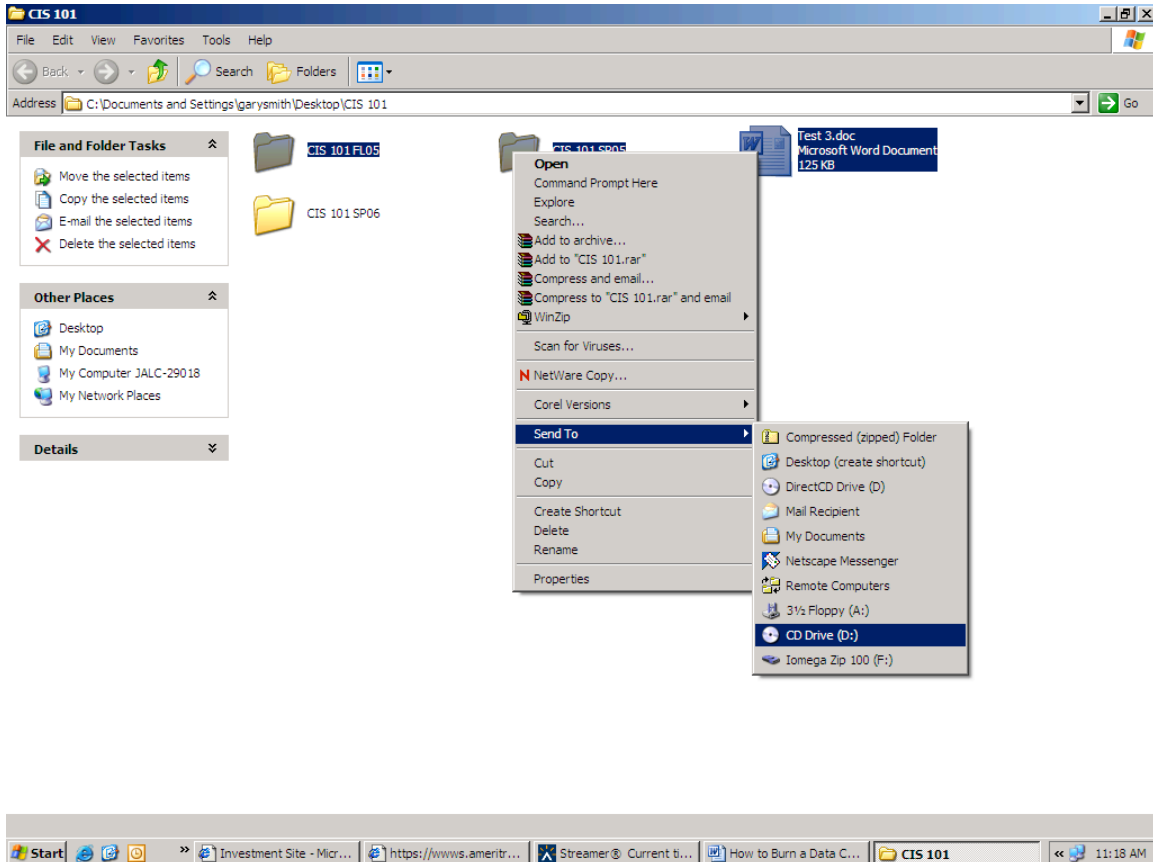 CIS 101
File Edit View Favorites Tools Help
Back Search Folders
Address C:\Documents and Settings\garysmith\Desktop\CIS 101 Go
File and Folder Tasks
Move the selected items
Copy the selected items
E-mail the selected items
Delete the selected items
Other Places
Desktop
My Documents
My Computer JALC-29018
My Network Places
Details
CIS 101 FL05
CIS 101 SP05
Test 3.doc
Microsoft Word Document
125 KB
CIS 101 SP06
Open
Command Prompt Here
Explore
Search...
Add to archive...
Add to "CIS 101.rar"
Compress and email...
Compress to "CIS 101.rar" and email
WinZip
Scan for Viruses...
N NetWare Copy...
Corel Versions
Send To
Cut
Copy
Create Shortcut
Delete
Rename
Properties
Compressed (zipped) Folder
Desktop (create shortcut)
DirectCD Drive (D)
Mail Recipient
My Documents
Netscape Messenger
Remote Computers
3½ Floppy (A:)
CD Drive (D:)
Iomega Zip 100 (F:)
Start » Investment Site - Micr... https://wwws.ameritr... Streamer® Current ti... How to Burn a Data C... CIS 101 « 11:18 AM